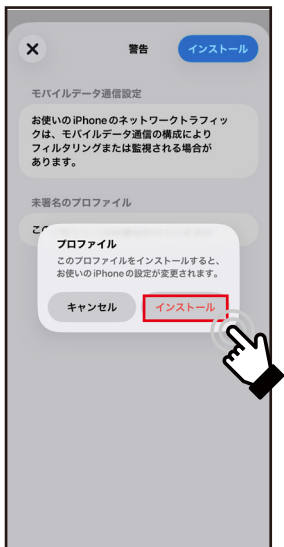 警告
インストール
モバイルデータ通信設定
お使いのiPhoneのネットワークトラフィッ
クは、モバイルデータ通信の構成により
フィルタリングまたは監視される場合が
あります。
未署名のプロファイル
プロファイル
このプロファイルをインストールすると、
お使いのiPhoneの設定が変更されます。
キャンセル
インストール